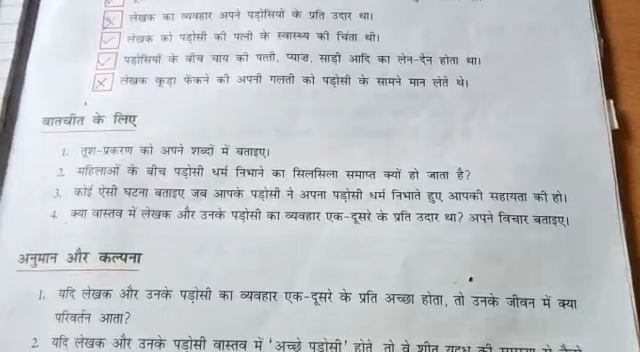 लेखक का व्यवहार अपने पड़ोसियों के प्रति उदार था।
लेखक को पड़ोसी की पत्नी के स्वास्थ्य की चिंता थी।
पड़ोसियों के बीच चाय की पत्ती, प्याज़, साड़ी आदि का लेन-देन होता था।
लेखक कूड़ा फेंकने की अपनी गलती को पड़ोसी के सामने मान लेते थे।
बातचीत के लिए
1. तूश-प्रकरण को अपने शब्दों में बताइए।
2. महिलाओं के बीच पड़ोसी धर्म निभाने का सिलसिला समाप्त क्यों हो जाता है?
3. कोई ऐसी घटना बताइए जब आपके पड़ोसी ने अपना पड़ोसी धर्म निभाते हुए आपकी सहायता की हो।
4. क्या वास्तव में लेखक और उनके पड़ोसी का व्यवहार एक-दूसरे के प्रति उदार था? अपने विचार बताइए।
अनुमान और कल्पना
1. यदि लेखक और उनके पड़ोसी का व्यवहार एक-दूसरे के प्रति अच्छा होता, तो उनके जीवन में क्या
परिवर्तन आता?
2. यदि लेखक और उनके पड़ोसी वास्तव में 'अच्छे पड़ोसी' होते, तो वे शीत युद्ध की